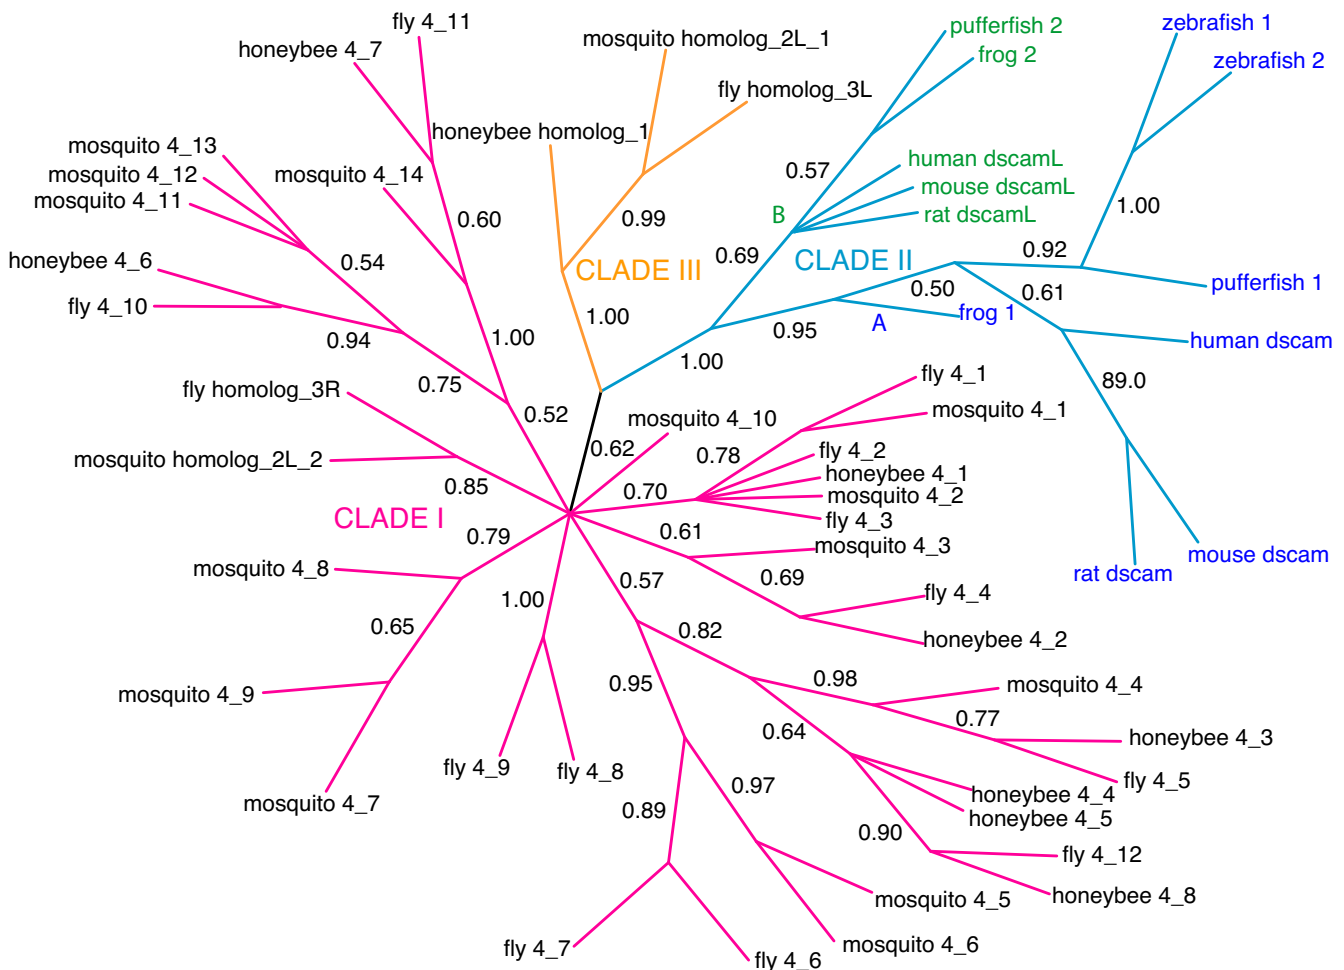 fly 4_11
honeybee 4_7
mosquito homolog_2L_1
fly homolog_3L
honeybee homolog_1
pufferfish 2
frog 2
zebrafish 1
zebrafish 2
mosquito 4_13
mosquito 4_12
mosquito 4_11
mosquito 4_14
0.57
human dscamL
mouse dscamL
rat dscamL
B
1.00
0.60
0.99
honeybee 4_6
0.54
CLADE III
0.69
CLADE II
0.92
fly 4_10
0.50
0.61
pufferfish 1
0.94
1.00
1.00
0.95
A
frog 1
human dscam
1.00
0.75
fly homolog_3R
0.52
89.0
fly 4_1
mosquito 4_10
mosquito 4_1
0.62
0.78
mosquito homolog_2L_2
fly 4_2
honeybee 4_1
mosquito 4_2
fly 4_3
0.85
0.70
CLADE I
0.79
0.61
mosquito 4_3
mosquito 4_8
0.57
0.69
rat dscam
mouse dscam
1.00
fly 4_4
0.65
0.82
honeybee 4_2
mosquito 4_9
0.95
0.98
mosquito 4_4
0.77
0.64
honeybee 4_3
fly 4_9
fly 4_8
fly 4_5
mosquito 4_7
0.97
honeybee 4_4
honeybee 4_5
0.89
0.90
fly 4_12
mosquito 4_5
honeybee 4_8
fly 4_7
mosquito 4_6
fly 4_6